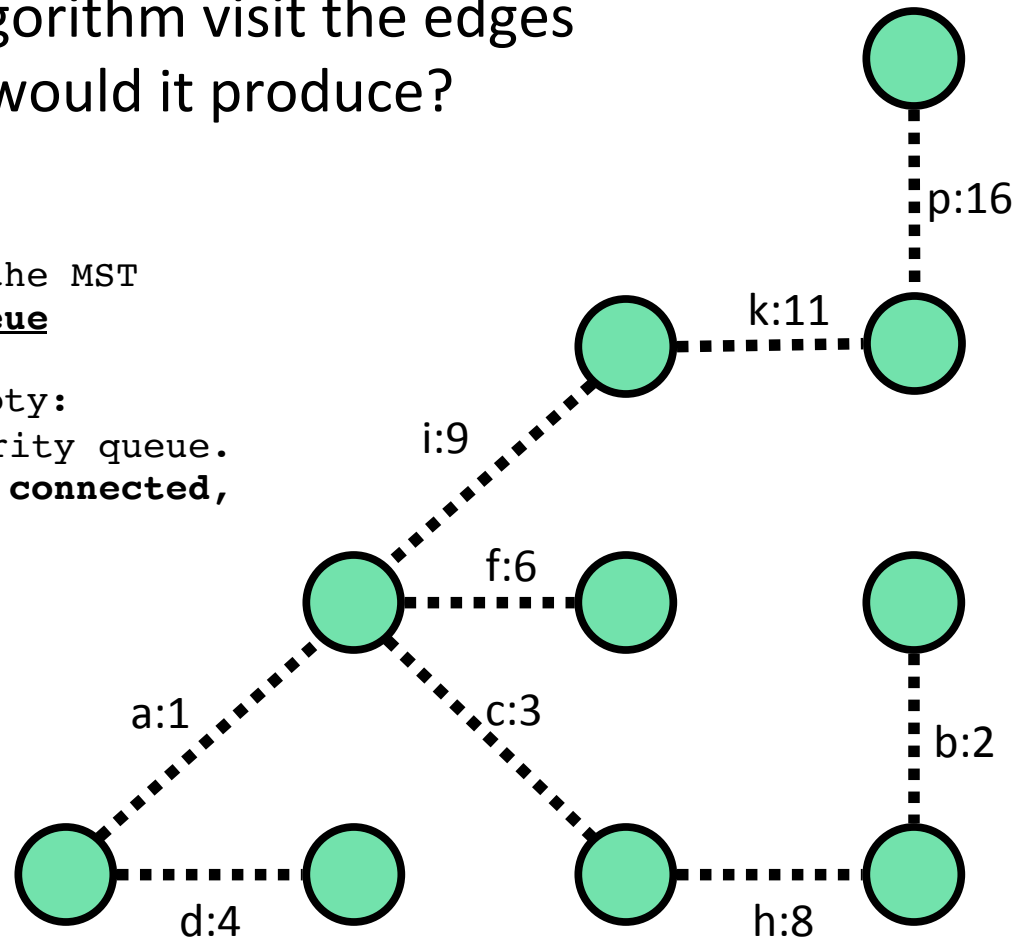 gorithm visit the edges
would it produce?
he MST
eue
pty:
rity queue.
connected,
p:16
k:11
i:9
f:6
a:1
c:3
b:2
d:4
h:8